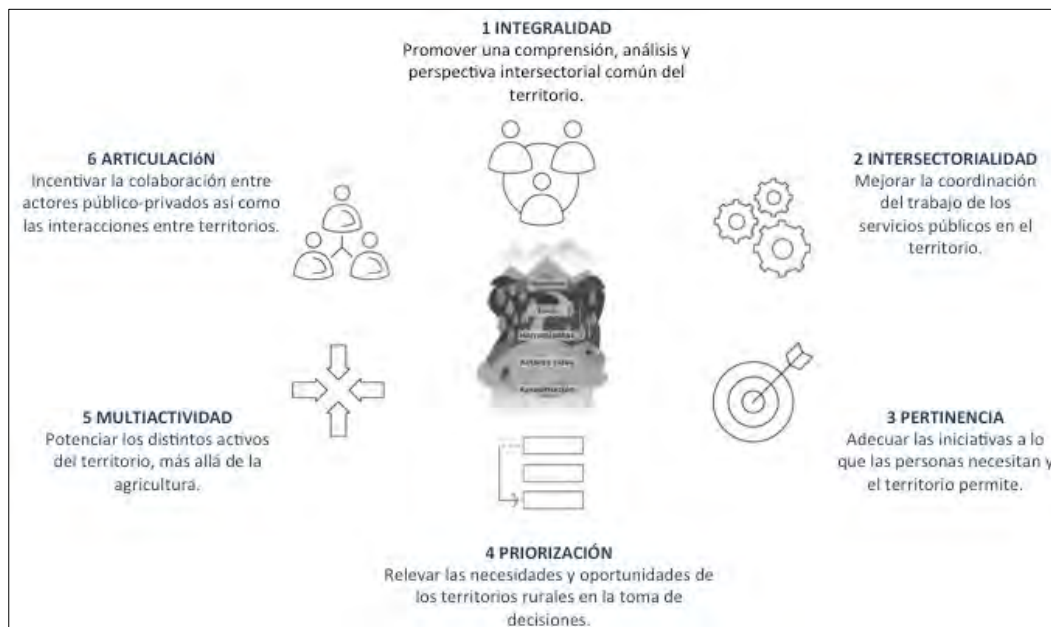 1 INTEGRALIDAD
Promover una comprensión, análisis y
perspectiva intersectorial común del
territorio.
2 INTERSECTORIALIDAD
Mejorar la coordinación
del trabajo de los
servicios públicos en el
territorio.
3 PERTINENCIA
Adecuar las iniciativas a lo
que las personas necesitan y
el territorio permite.
4 PRIORIZACIÓN
Relevar las necesidades y oportunidades de
los territorios rurales en la toma de
decisiones.
5 MULTIACTIVIDAD
Potenciar los distintos activos
del territorio, más allá de la
agricultura.
6 ARTICULACIóN
Incentivar la colaboración entre
actores público-privados así como
las interacciones entre territorios.